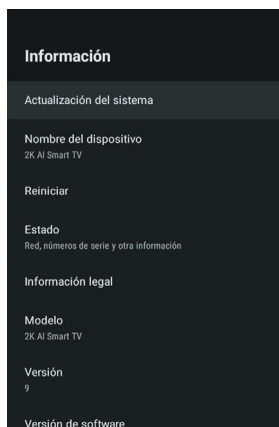 Información
Actualización del sistema
Nombre del dispositivo
2K AI Smart TV
Reiniciar
Estado
Red, números de serie y otra información
Información legal
Modelo
2K AI Smart TV
Versión
9
Versión de software